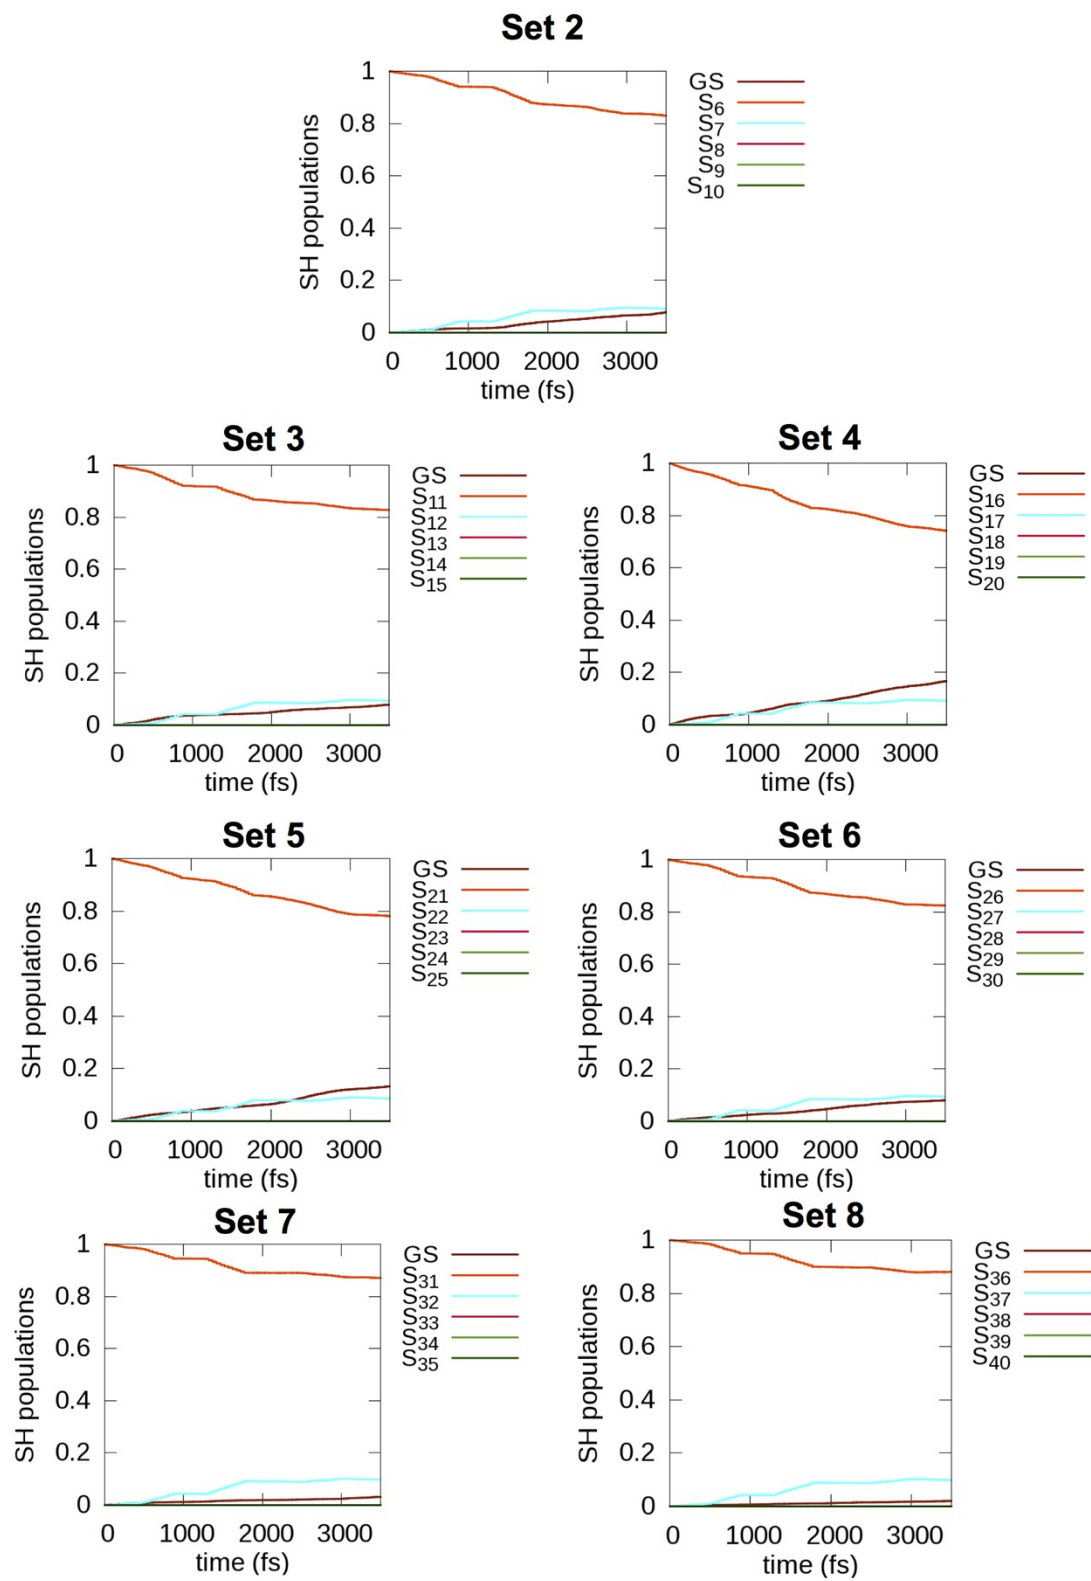 Set 2
SH populations
1
0.8
0.6
0.4
0.2
0
0 1000 2000 3000
time (fs)
GS
S6
S7
S8
S9
S10
Set 3
SH populations
1
0.8
0.6
0.4
0.2
0
0 1000 2000 3000
time (fs)
GS
S11
S12
S13
S14
S15
Set 4
SH populations
1
0.8
0.6
0.4
0.2
0
0 1000 2000 3000
time (fs)
GS
S16
S17
S18
S19
S20
Set 5
SH populations
1
0.8
0.6
0.4
0.2
0
0 1000 2000 3000
time (fs)
GS
S21
S22
S23
S24
S25
Set 6
SH populations
1
0.8
0.6
0.4
0.2
0
0 1000 2000 3000
time (fs)
GS
S26
S27
S28
S29
S30
Set 7
SH populations
1
0.8
0.6
0.4
0.2
0
0 1000 2000 3000
time (fs)
GS
S31
S32
S33
S34
S35
Set 8
SH populations
1
0.8
0.6
0.4
0.2
0
0 1000 2000 3000
time (fs)
GS
S36
S37
S38
S39
S40